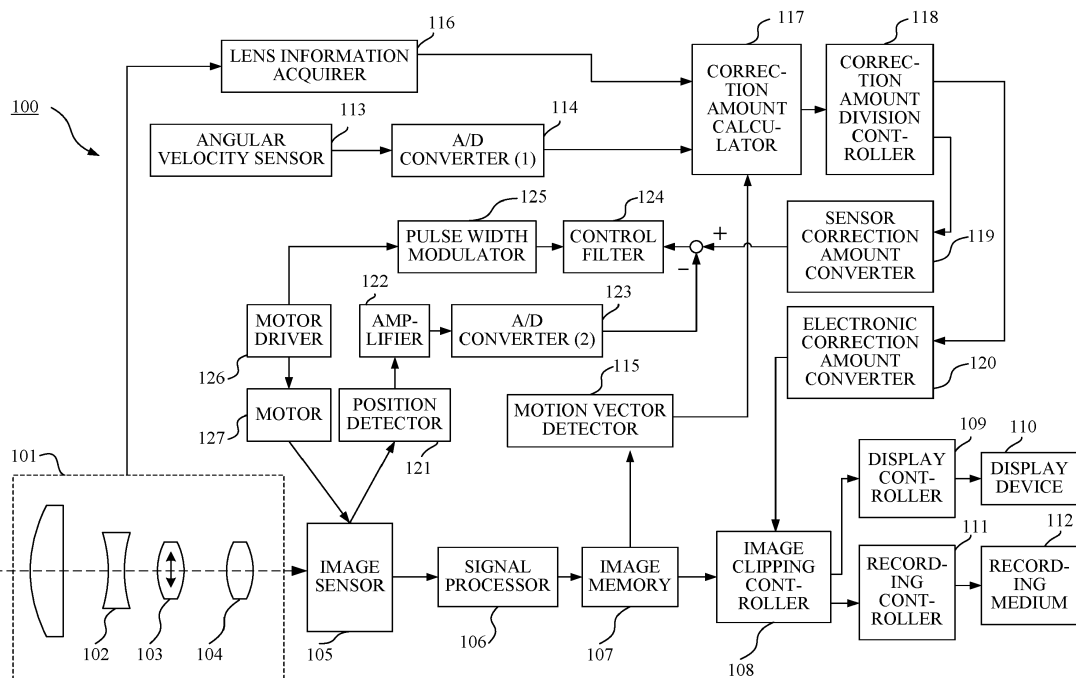 100
116
LENS INFORMATION
ACQUIRER
117
CORREC-
TION
AMOUNT
CALCU-
LATOR
118
CORREC-
TION
AMOUNT
DIVISION
CONT-
ROLLER
113
ANGULAR
VELOCITY SENSOR
114
A/D
CONVERTER (1)
125
PULSE WIDTH
MODULATOR
124
CONTROL
FILTER
+
−
SENSOR
CORRECTION
AMOUNT
CONVERTER
119
122
AMP-
LIFIER
123
A/D
CONVERTER (2)
MOTOR
DRIVER
126
ELECTRONIC
CORRECTION
AMOUNT
CONVERTER
120
MOTOR
127
POSITION
DETECTOR
121
115
MOTION VECTOR
DETECTOR
109
DISPLAY
CONT-
ROLLER
110
DISPLAY
DEVICE
101
102
103
104
IMAGE
SENSOR
105
SIGNAL
PROCESSOR
106
IMAGE
MEMORY
107
IMAGE
CLIPPING
CONT-
ROLLER
108
111
RECORD-
ING
CONT-
ROLLER
112
RECORD-
ING
MEDIUM